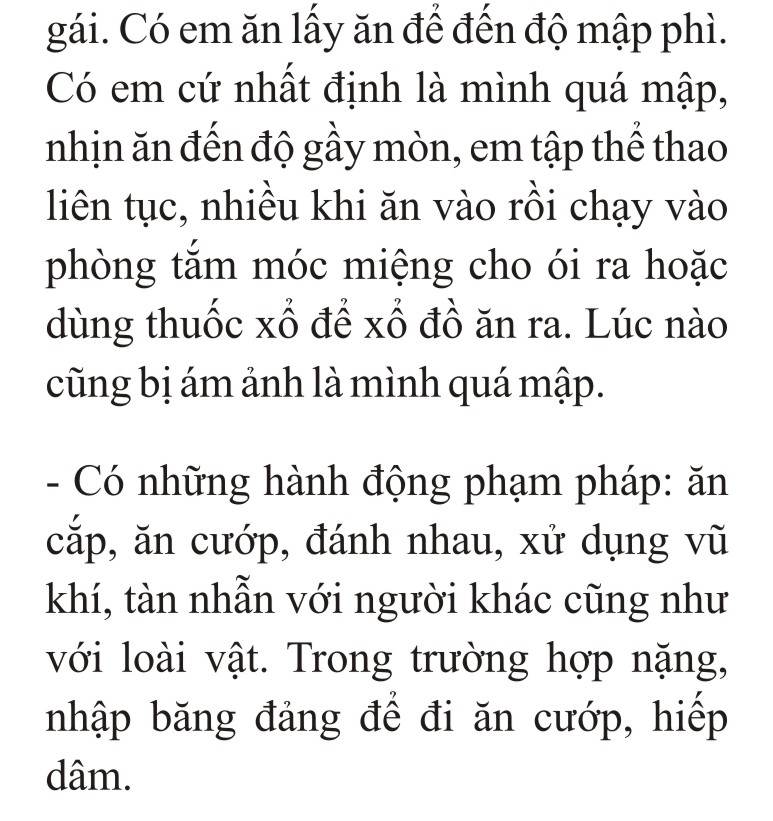 gái. Có em ăn lấy ăn để đến độ mập phì.
Có em cứ nhất định là mình quá mập,
nhịn ăn đến độ gầy mòn, em tập thể thao
liên tục, nhiều khi ăn vào rồi chạy vào
phòng tắm móc miệng cho ói ra hoặc
dùng thuốc xổ để xổ đồ ăn ra. Lúc nào
cũng bị ám ảnh là mình quá mập.
- Có những hành động phạm pháp: ăn
cắp, ăn cướp, đánh nhau, xử dụng vũ
khí, tàn nhẫn với người khác cũng như
với loài vật. Trong trường hợp nặng,
nhập băng đảng để đi ăn cướp, hiếp
dâm.